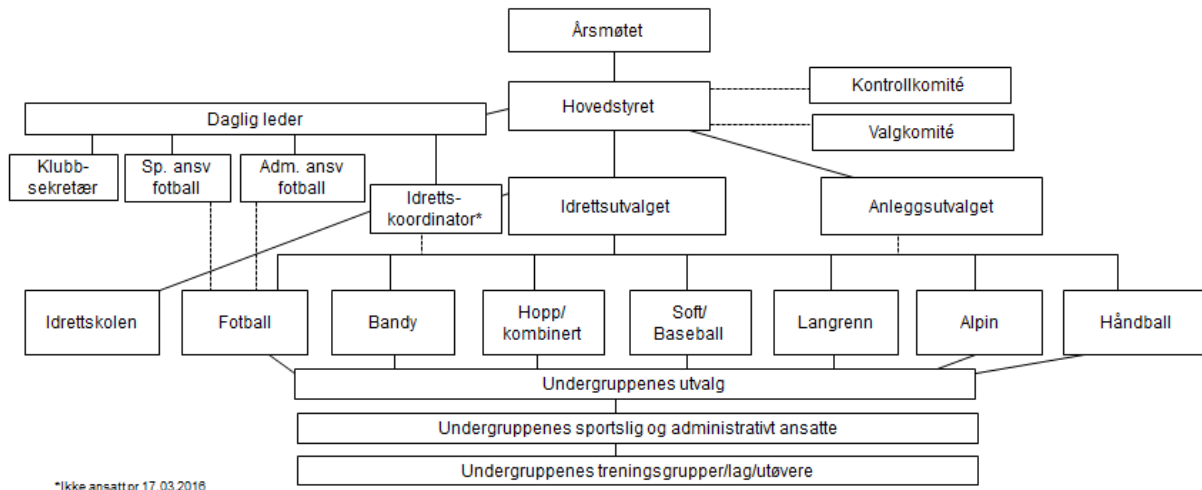 Årsmøtet
Kontrollkomité
Hovedstyret
Daglig leder
Valgkomité
Klubb-
sekretær
Sp. ansv
fotball
Adm. ansv
fotball
Idretts-
koordinator*
Idrettsutvalget
Anleggsutvalget
Idrettskolen
Fotball
Bandy
Hopp/
kombinert
Soft/
Baseball
Langrenn
Alpin
Håndball
Undergruppenes utvalg
Undergruppenes sportslig og administrativt ansatte
Undergruppenes treningsgrupper/lag/utøvere
*Ikke ansatt pr 17.03.2016